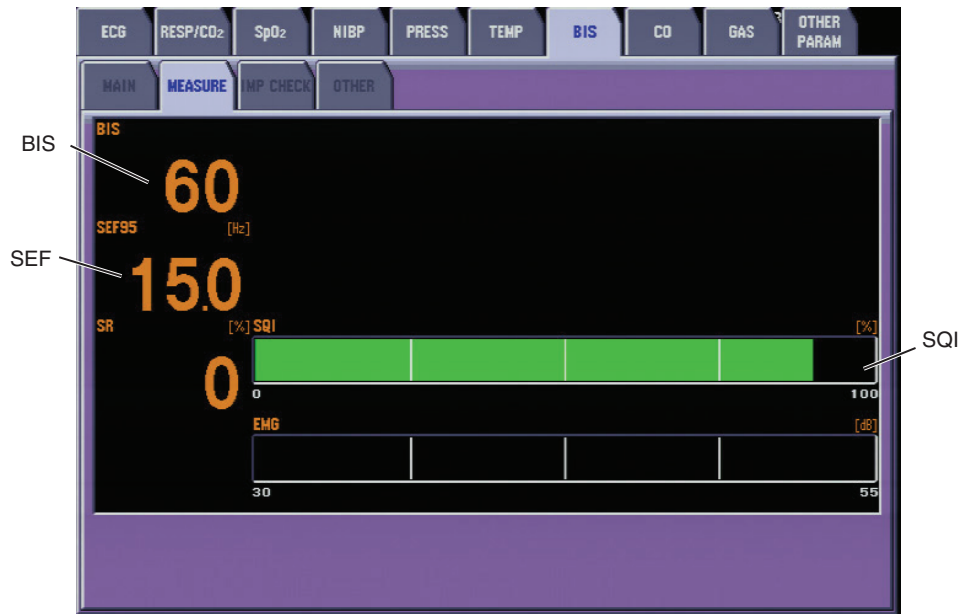 ECG RESP/CO2 SpO2 NIBP PRESS TEMP BIS CO GAS OTHER PARAM
MAIN MEASURE IMP CHECK OTHER
BIS
BIS
60
SEF95 [Hz]
SEF
15.0
SR [%] SQI [%]
SQI
0
0 100
EMG [dB]
30 55